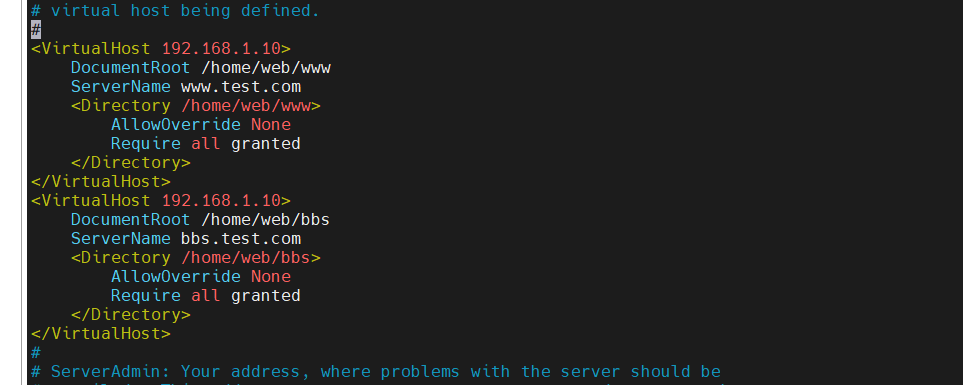 # virtual host being defined.
#
<VirtualHost 192.168.1.10>
    DocumentRoot /home/web/www
    ServerName www.test.com
    <Directory /home/web/www>
        AllowOverride None
        Require all granted
    </Directory>
</VirtualHost>
<VirtualHost 192.168.1.10>
    DocumentRoot /home/web/bbs
    ServerName bbs.test.com
    <Directory /home/web/bbs>
        AllowOverride None
        Require all granted
    </Directory>
</VirtualHost>
#
# ServerAdmin: Your address, where problems with the server should be